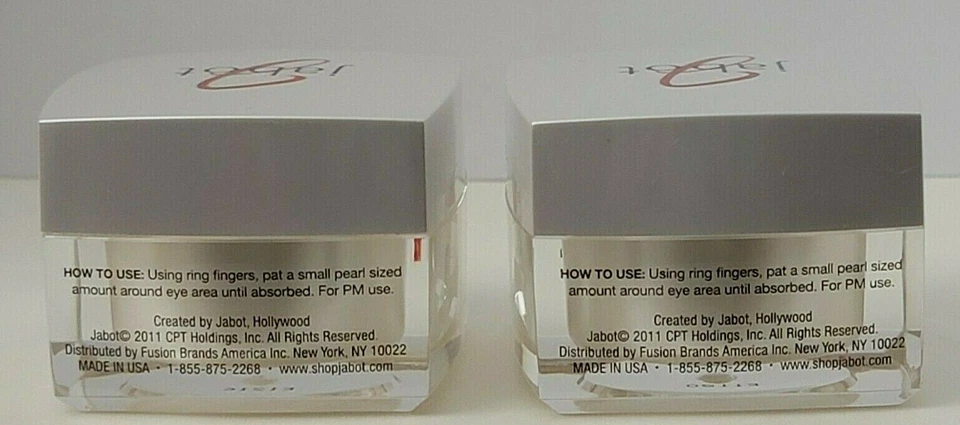 Jabot
HOW TO USE: Using ring fingers, pat a small pearl sized
amount around eye area until absorbed. For PM use.
Created by Jabot, Hollywood
Jabot© 2011 CPT Holdings, Inc. All Rights Reserved.
Distributed by Fusion Brands America Inc. New York, NY 10022
MADE IN USA · 1-855-875-2268 · www.shopjabot.com
Jabot
HOW TO USE: Using ring fingers, pat a small pearl sized
amount around eye area until absorbed. For PM use.
Created by Jabot, Hollywood
Jabot© 2011 CPT Holdings, Inc. All Rights Reserved.
Distributed by Fusion Brands America Inc. New York, NY 10022
MADE IN USA · 1-855-875-2268 · www.shopjabot.com